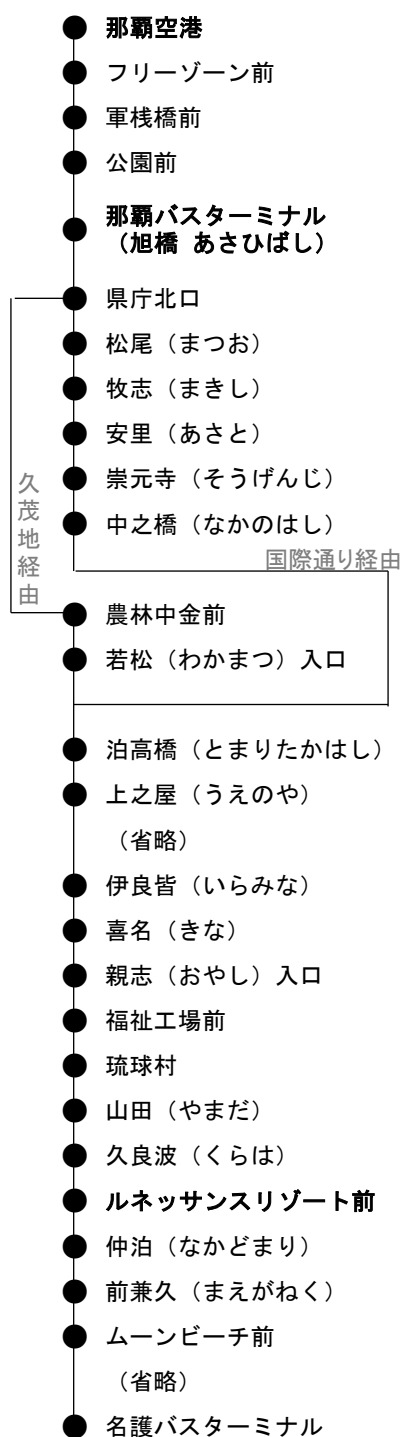 那覇空港
フリーゾーン前
軍桟橋前
公園前
那覇バスターミナル
（旭橋 あさひばし）
県庁北口
松尾（まつお）
牧志（まきし）
安里（あさと）
崇元寺（そうげんじ）
中之橋（なかのはし）
久茂地経由
国際通り経由
農林中金前
若松（わかまつ）入口
泊高橋（とまりたかはし）
上之屋（うえのや）
（省略）
伊良皆（いらみな）
喜名（きな）
親志（おやし）入口
福祉工場前
琉球村
山田（やまだ）
久良波（くらは）
ルネッサンスリゾート前
仲泊（なかどまり）
前兼久（まえがねく）
ムーンビーチ前
（省略）
名護バスターミナル